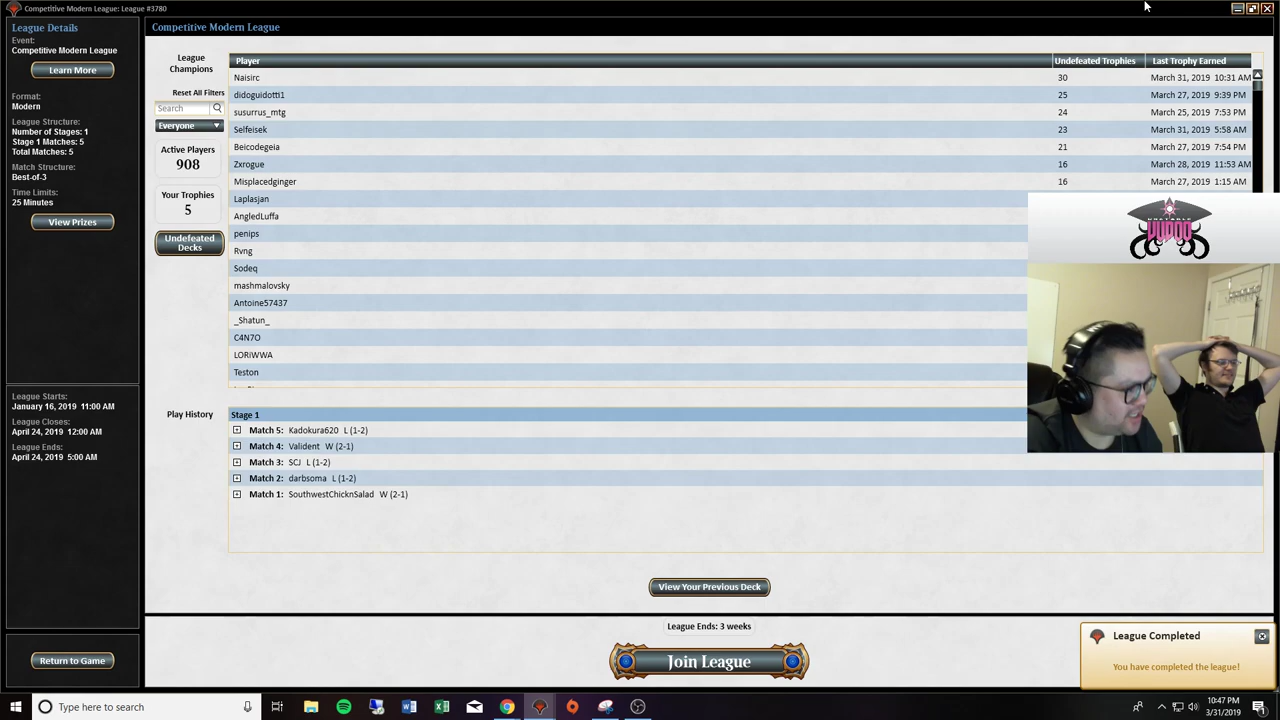 Competitive Modern League: League #3780
League Details
Event:
Competitive Modern League
Learn More
Format:
Modern
League Structure:
Number of Stages: 1
Stage 1 Matches: 5
Total Matches: 5
Match Structure:
Best-of-3
Time Limits:
25 Minutes
View Prizes
League Starts:
January 16, 2019 11:00 AM
League Closes:
April 24, 2019 12:00 AM
League Ends:
April 24, 2019 5:00 AM
Return to Game
Competitive Modern League
League
Champions
Reset All Filters
Search
Everyone
Active Players
908
Your Trophies
5
Undefeated
Decks
Player Undefeated Trophies Last Trophy Earned
Naisirc 30 March 31, 2019 10:31 AM
didoguidotti1 25 March 27, 2019 9:39 PM
susurrus_mtg 24 March 25, 2019 7:53 PM
Selfeisek 23 March 31, 2019 5:58 AM
Beicodegeia 21 March 27, 2019 7:54 PM
Zxrogue 16 March 28, 2019 11:53 AM
Misplacedginger 16 March 27, 2019 1:15 AM
Laplasjan
AngledLuffa
penips
Rvng
Sodeq
mashmalovsky
Antoine57437
_Shatun_
C4N7O
LORiWWA
Teston
VUDOO
Play History
Stage 1
Match 5: Kadokura620 L (1-2)
Match 4: Valident W (2-1)
Match 3: SCJ L (1-2)
Match 2: darbsoma L (1-2)
Match 1: SouthwestChicknSalad W (2-1)
View Your Previous Deck
League Ends: 3 weeks
Join League
League Completed
You have completed the league!
Type here to search
10:47 PM
3/31/2019